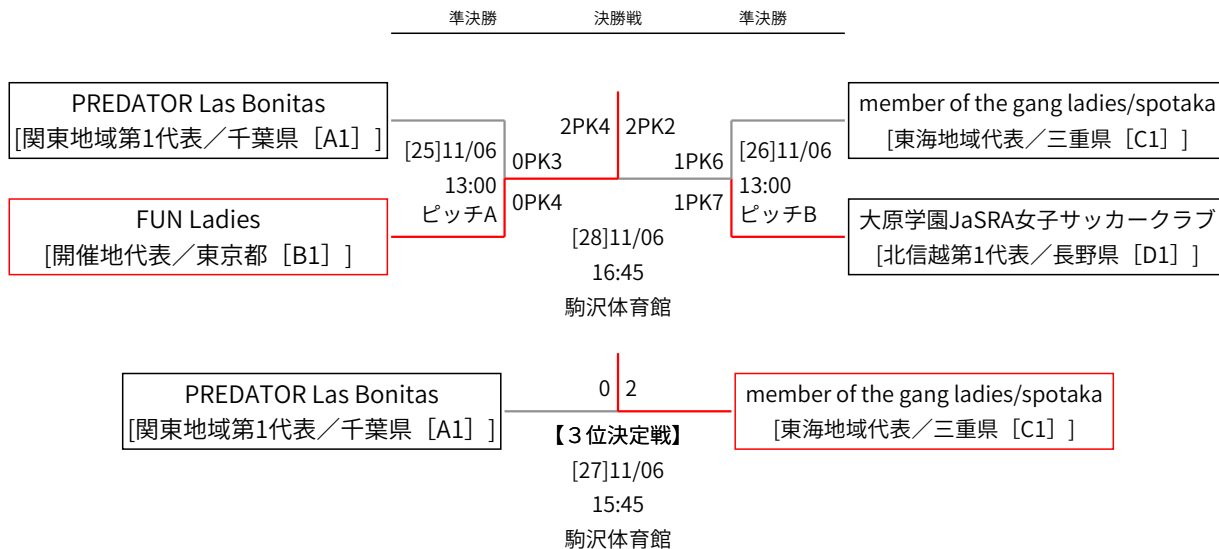 準決勝 決勝戦 準決勝
PREDATOR Las Bonitas
[関東地域第1代表／千葉県［A1］]
member of the gang ladies/spotaka
[東海地域代表／三重県［C1］]
2PK4 2PK2
[25]11/06
13:00
ピッチA
0PK3
0PK4
1PK6
1PK7
[26]11/06
13:00
ピッチB
FUN Ladies
[開催地代表／東京都［B1］]
大原学園JaSRA女子サッカークラブ
[北信越第1代表／長野県［D1］]
[28]11/06
16:45
駒沢体育館
PREDATOR Las Bonitas
[関東地域第1代表／千葉県［A1］]
0 2
member of the gang ladies/spotaka
[東海地域代表／三重県［C1］]
【３位決定戦】
[27]11/06
15:45
駒沢体育館